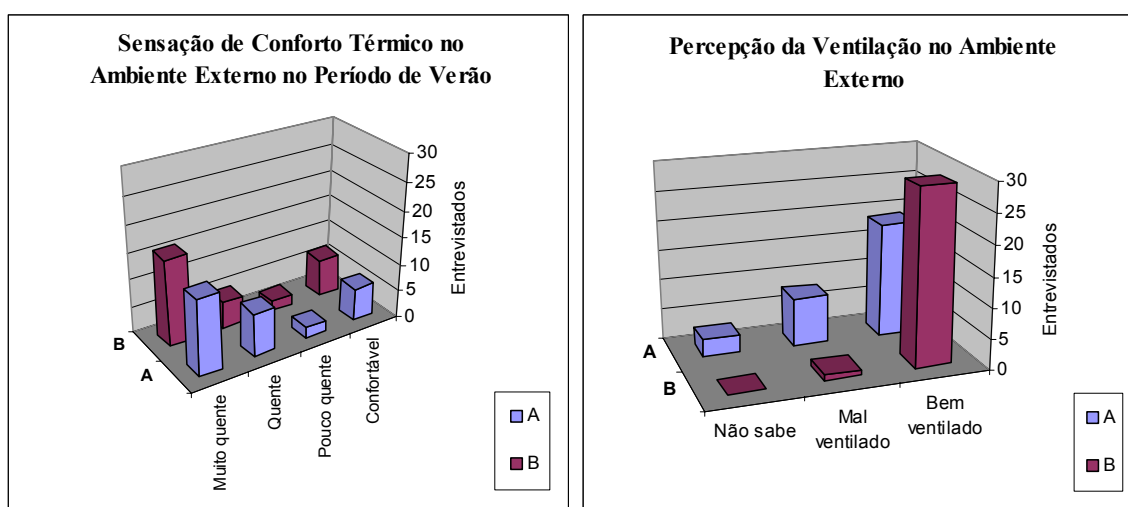 Sensação de Conforto Térmico no
Ambiente Externo no Período de Verão
30
25
20
15
10
5
0
Entrevistados
B
A
Muito quente
Quente
Pouco quente
Confortável
A
B
Percepção da Ventilação no Ambiente
Externo
30
25
20
15
10
5
0
Entrevistados
A
B
Não sabe
Mal
ventilado
Bem
ventilado
A
B